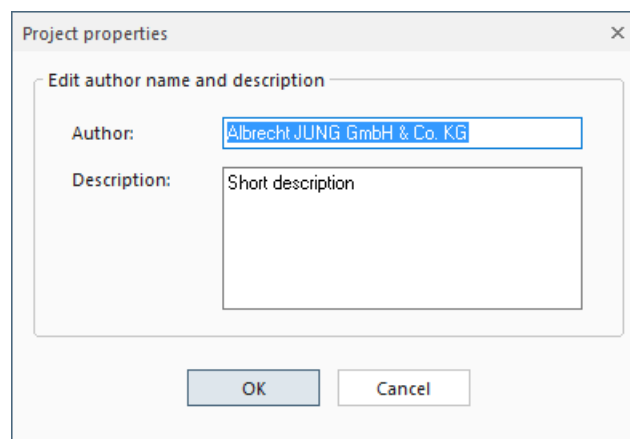 Project properties
Edit author name and description
Author: Albrecht JUNG GmbH & Co. KG
Description: Short description
OK Cancel